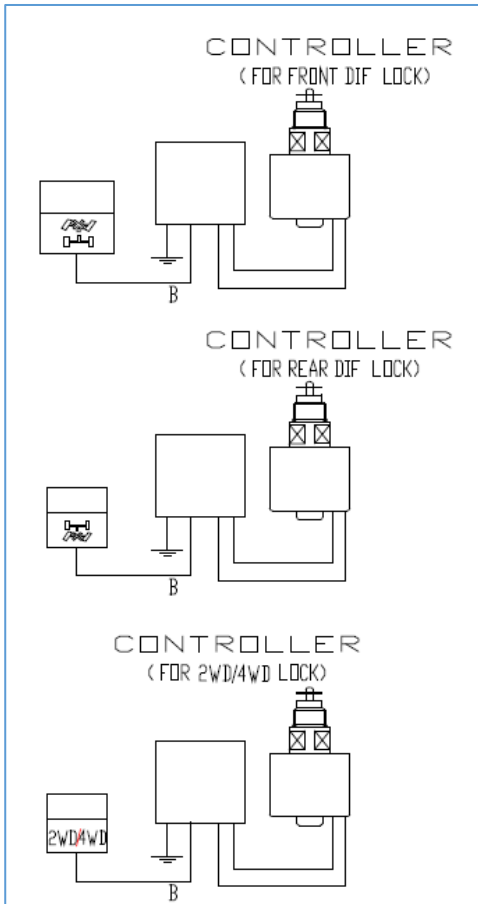 CONTROLLER
(FOR FRONT DIF LOCK)
B
CONTROLLER
(FOR REAR DIF LOCK)
B
CONTROLLER
(FOR 2WD/4WD LOCK)
2WD/4WD
B